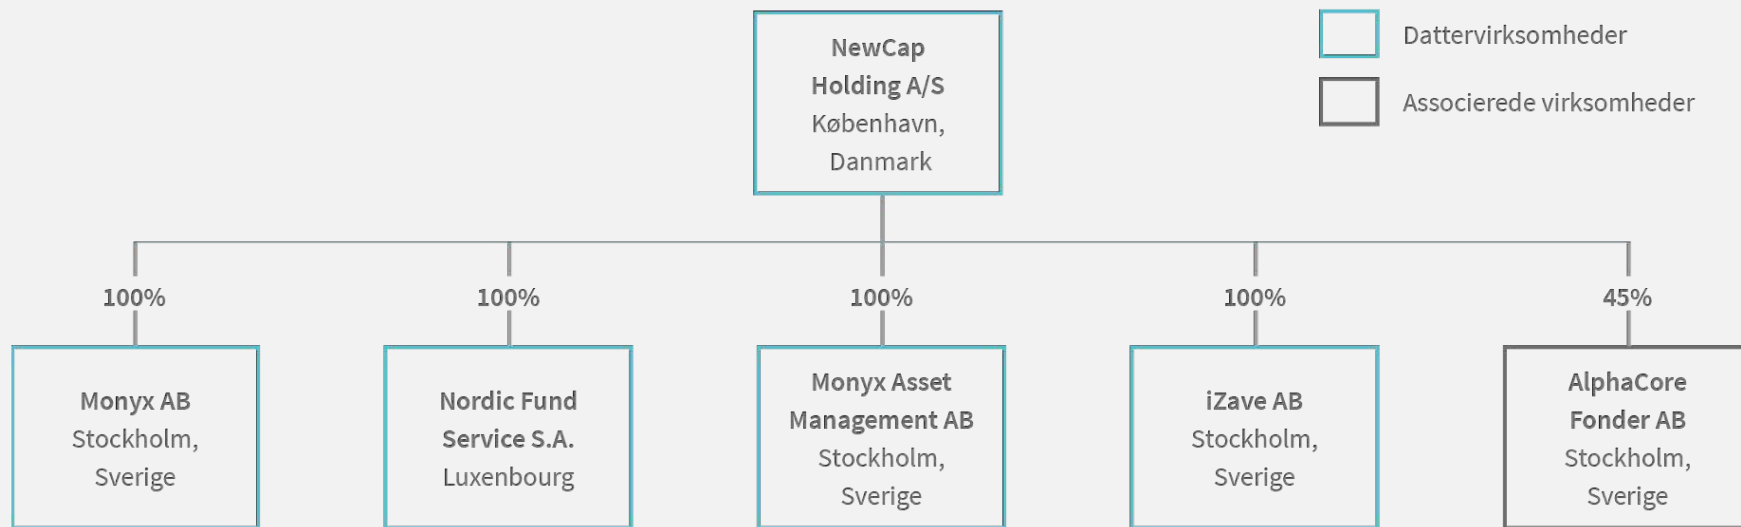 NewCap
Holding A/S
København,
Danmark
Dattervirksomheder
Associerede virksomheder
100%
100%
100%
100%
45%
Monyx AB
Stockholm,
Sverige
Nordic Fund
Service S.A.
Luxenbourg
Monyx Asset
Management AB
Stockholm,
Sverige
iZave AB
Stockholm,
Sverige
AlphaCore
Fonder AB
Stockholm,
Sverige